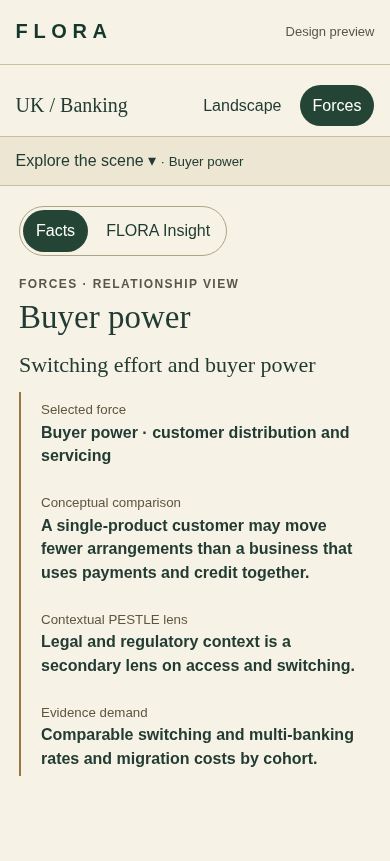 FLORA
Design preview
UK / Banking
Landscape
Forces
Explore the scene ▾ · Buyer power
Facts
FLORA Insight
FORCES · RELATIONSHIP VIEW
Buyer power
Switching effort and buyer power
Selected force
Buyer power · customer distribution and
servicing
Conceptual comparison
A single-product customer may move
fewer arrangements than a business that
uses payments and credit together.
Contextual PESTLE lens
Legal and regulatory context is a
secondary lens on access and switching.
Evidence demand
Comparable switching and multi-banking
rates and migration costs by cohort.